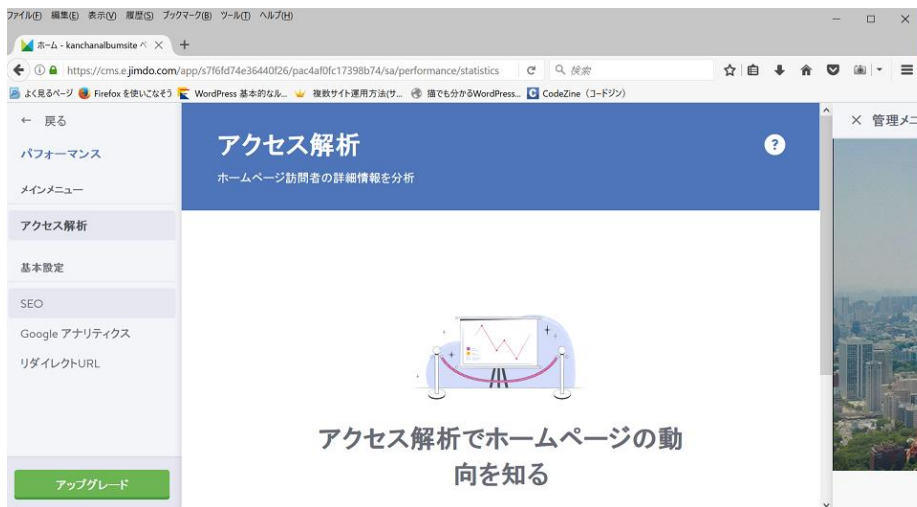 ファイル(F) 編集(E) 表示(V) 履歴(S) ブックマーク(B) ツール(T) ヘルプ(H)
ホーム - kanchanalbumsite ペ
https://cms.e.jimdo.com/app/s7f6fd74e36440f26/pac4af0fc17398b74/sa/performance/statistics
検索
よく見るページ Firefox を使いこなそう WordPress 基本的なル... 複数サイト運用方法(サ... 猫でも分かるWordPress... CodeZine（コードジン）
← 戻る
パフォーマンス
メインメニュー
アクセス解析
基本設定
SEO
Google アナリティクス
リダイレクトURL
アップグレード
アクセス解析
ホームページ訪問者の詳細情報を分析
?
アクセス解析でホームページの動
向を知る
× 管理メニ